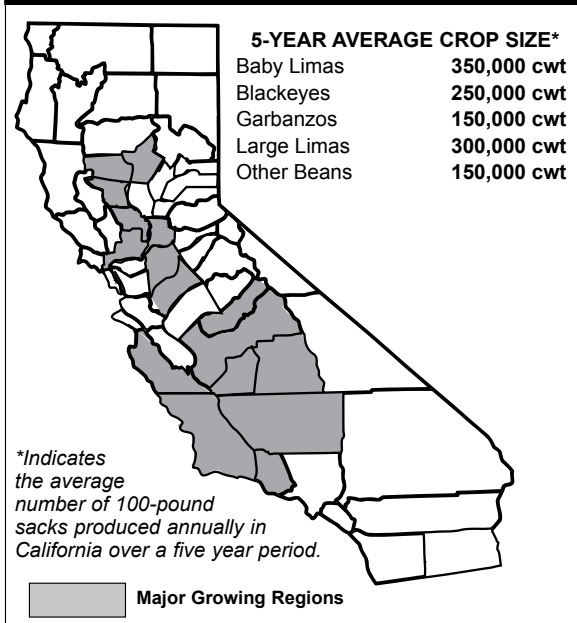 5-YEAR AVERAGE CROP SIZE*
Baby Limas 350,000 cwt
Blackeyes 250,000 cwt
Garbanzos 150,000 cwt
Large Limas 300,000 cwt
Other Beans 150,000 cwt
*Indicates
the average
number of 100-pound
sacks produced annually in
California over a five year period.
Major Growing Regions